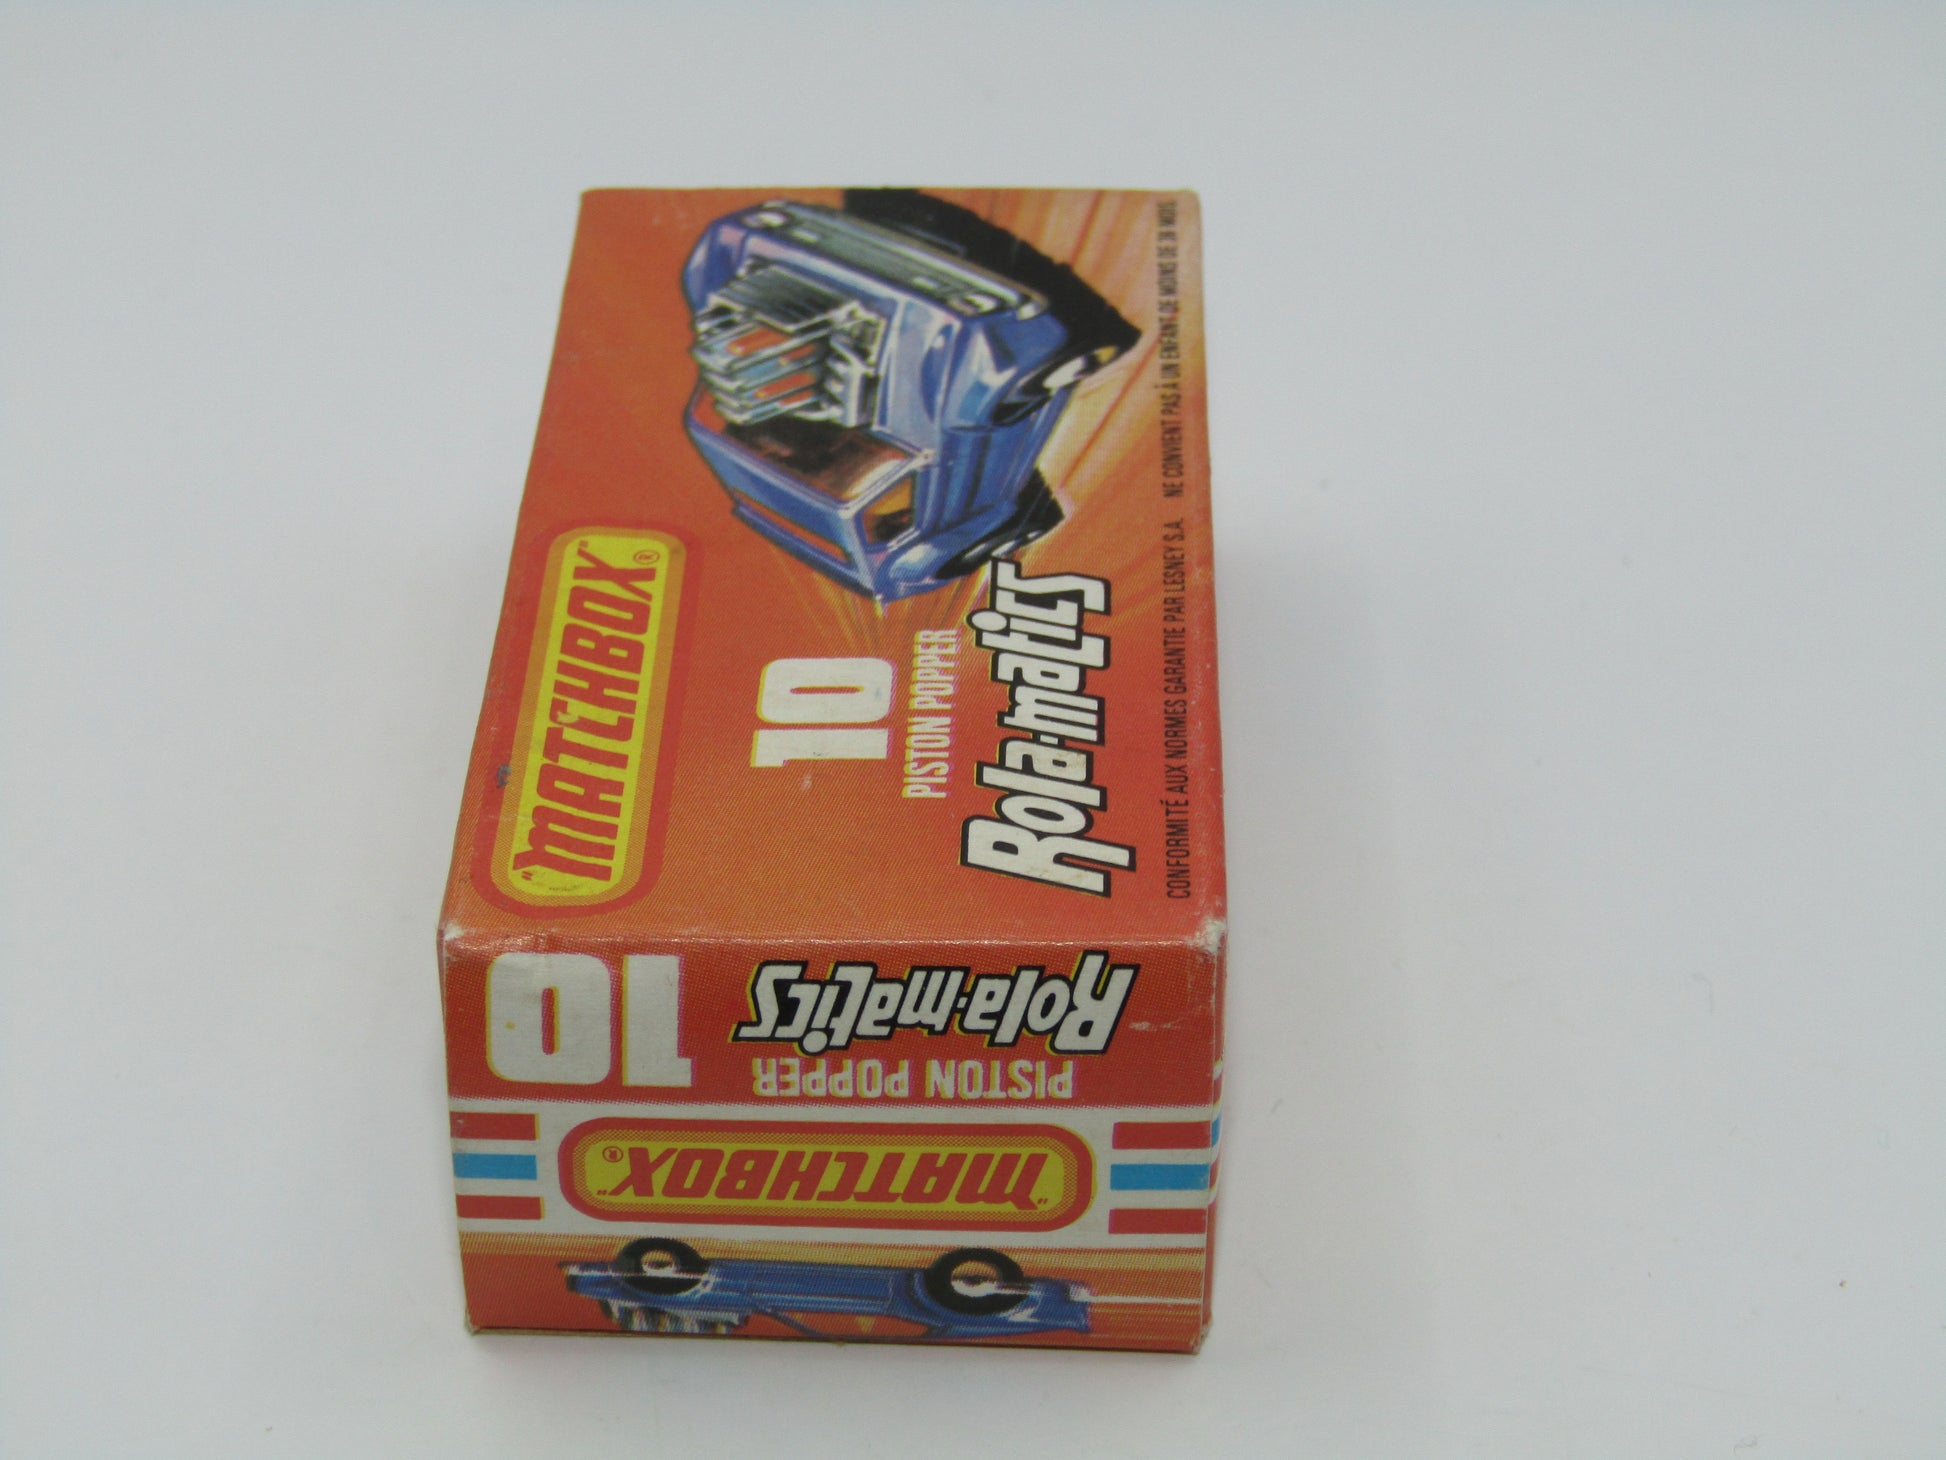 "MATCHBOX"®
10
PISTON POPPER
Rola-matics
CONFORMITÉ AUX NORMES GARANTIE PAR LESNEY S.A. NE CONVIENT PAS À UN ENFANT DE MOINS DE 36 MOIS
10
Rola-matics
PISTON POPPER
"MATCHBOX"®